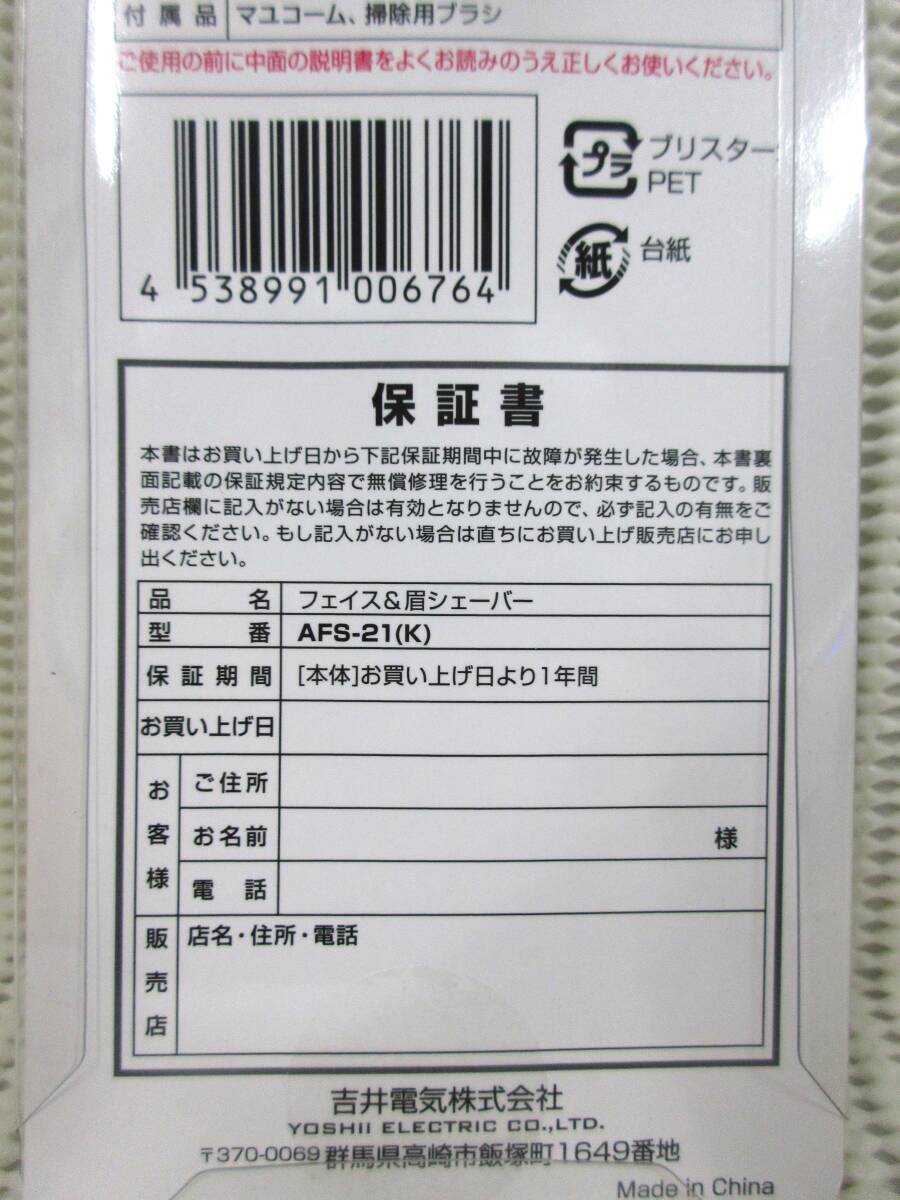 付属品 マユコーム、掃除用ブラシ
ご使用の前に中面の説明書をよくお読みのうえ正しくお使いください。
4 538991 006764
プラ ブリスター
PET
紙 台紙
保証書
本書はお買い上げ日から下記保証期間中に故障が発生した場合、本書裏
面記載の保証規定内容で無償修理を行うことをお約束するものです。販
売店欄に記入がない場合は有効となりませんので、必ず記入の有無をご
確認ください。もし記入がない場合は直ちにお買い上げ販売店にお申し
出ください。
品名 フェイス&眉シェーバー
型番 AFS-21(K)
保証期間 [本体]お買い上げ日より1年間
お買い上げ日
お客様
ご住所
お名前 様
電話
販売店
店名・住所・電話
吉井電気株式会社
YOSHII ELECTRIC CO.,LTD.
〒370-0069 群馬県高崎市飯塚町1649番地
Made in China